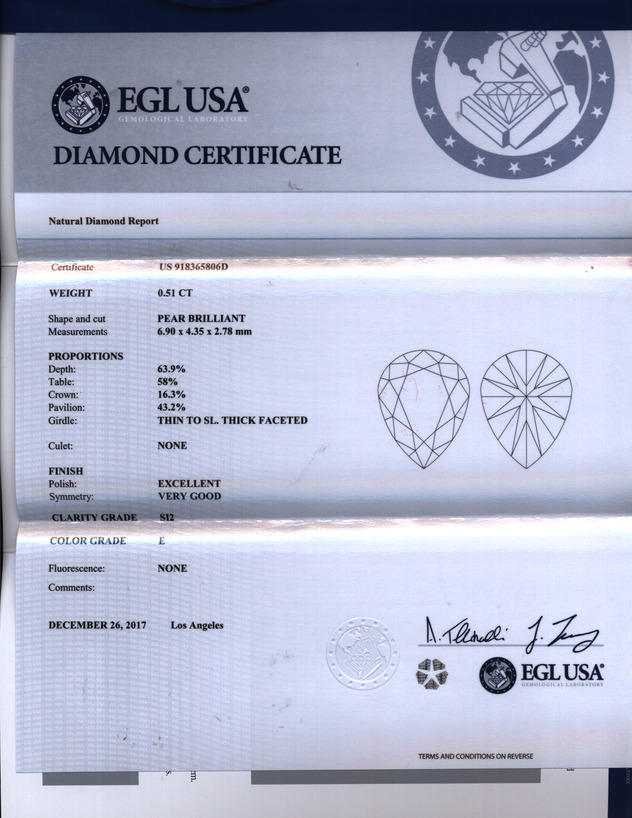 EGL USA®
GEMOLOGICAL LABORATORY
DIAMOND CERTIFICATE
Natural Diamond Report
Certificate US 918365806D
WEIGHT 0.51 CT
Shape and cut PEAR BRILLIANT
Measurements 6.90 x 4.35 x 2.78 mm
PROPORTIONS
Depth: 63.9%
Table: 58%
Crown: 16.3%
Pavilion: 43.2%
Girdle: THIN TO SL. THICK FACETED
Culet: NONE
FINISH
Polish: EXCELLENT
Symmetry: VERY GOOD
CLARITY GRADE SI2
COLOR GRADE E
Fluorescence: NONE
Comments:
DECEMBER 26, 2017 Los Angeles
EGL USA®
GEMOLOGICAL LABORATORY
TERMS AND CONDITIONS ON REVERSE